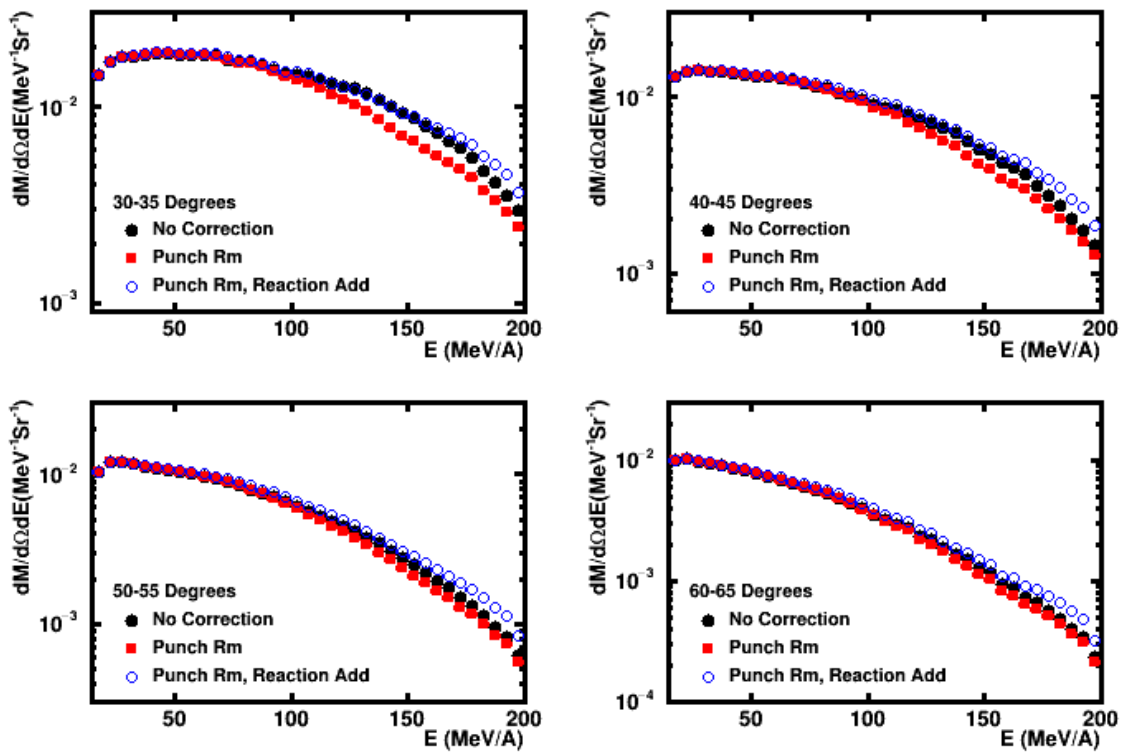 dM/dΩdE(MeV⁻¹Sr⁻¹)
10⁻²
10⁻³
30-35 Degrees
No Correction
Punch Rm
Punch Rm, Reaction Add
50 100 150 200
E (MeV/A)
dM/dΩdE(MeV⁻¹Sr⁻¹)
10⁻²
10⁻³
40-45 Degrees
No Correction
Punch Rm
Punch Rm, Reaction Add
50 100 150 200
E (MeV/A)
dM/dΩdE(MeV⁻¹Sr⁻¹)
10⁻²
10⁻³
50-55 Degrees
No Correction
Punch Rm
Punch Rm, Reaction Add
50 100 150 200
E (MeV/A)
dM/dΩdE(MeV⁻¹Sr⁻¹)
10⁻²
10⁻³
10⁻⁴
60-65 Degrees
No Correction
Punch Rm
Punch Rm, Reaction Add
50 100 150 200
E (MeV/A)